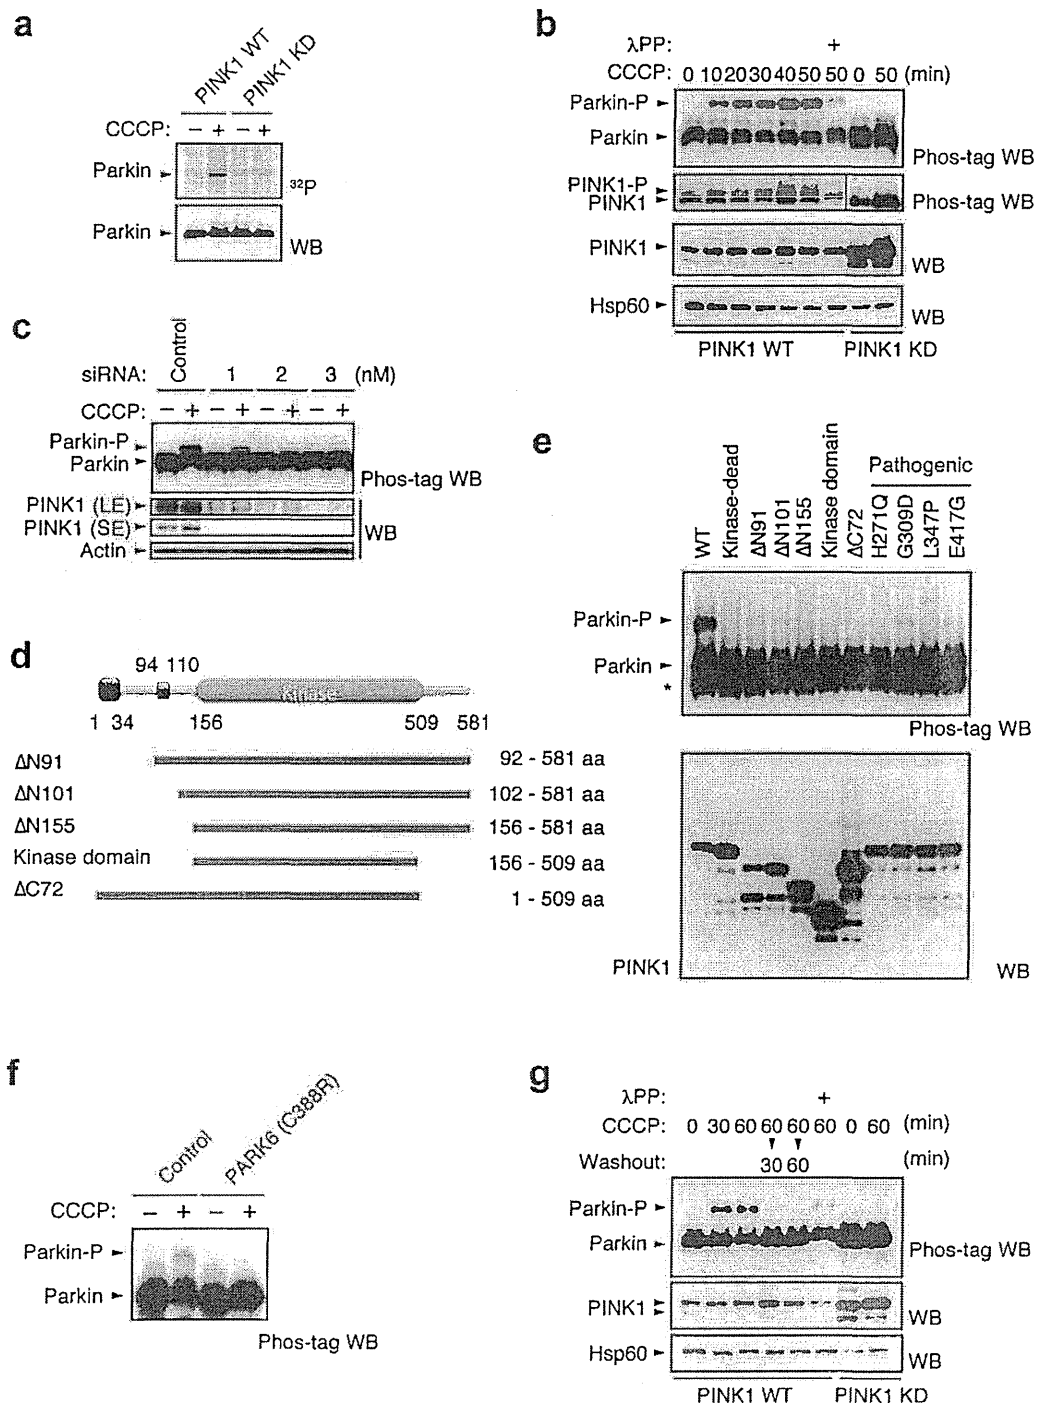 a
PINK1 WT
PINK1 KD
CCCP: − + − +
Parkin
32P
Parkin
WB
b
λPP: +
CCCP: 0 10 20 30 40 50 50 0 50 (min)
Parkin-P
Parkin
Phos-tag WB
PINK1-P
PINK1
Phos-tag WB
PINK1
WB
Hsp60
WB
PINK1 WT PINK1 KD
c
siRNA: Control 1 2 3 (nM)
CCCP: − + − + − + − +
Parkin-P
Parkin
Phos-tag WB
PINK1 (LE)
PINK1 (SE)
WB
Actin
d
94 110
Kinase
1 34 156 509 581
ΔN91 92 - 581 aa
ΔN101 102 - 581 aa
ΔN155 156 - 581 aa
Kinase domain 156 - 509 aa
ΔC72 1 - 509 aa
e
Pathogenic
WT
Kinase-dead
ΔN91
ΔN101
ΔN155
Kinase domain
ΔC72
H271Q
G309D
L347P
E417G
Parkin-P
Parkin
*
Phos-tag WB
PINK1
WB
f
Control
PARK6 (C388R)
CCCP: − + − +
Parkin-P
Parkin
Phos-tag WB
g
λPP: +
CCCP: 0 30 60 60 60 60 0 60 (min)
Washout: 30 60 (min)
Parkin-P
Parkin
Phos-tag WB
PINK1
WB
Hsp60
WB
PINK1 WT PINK1 KD